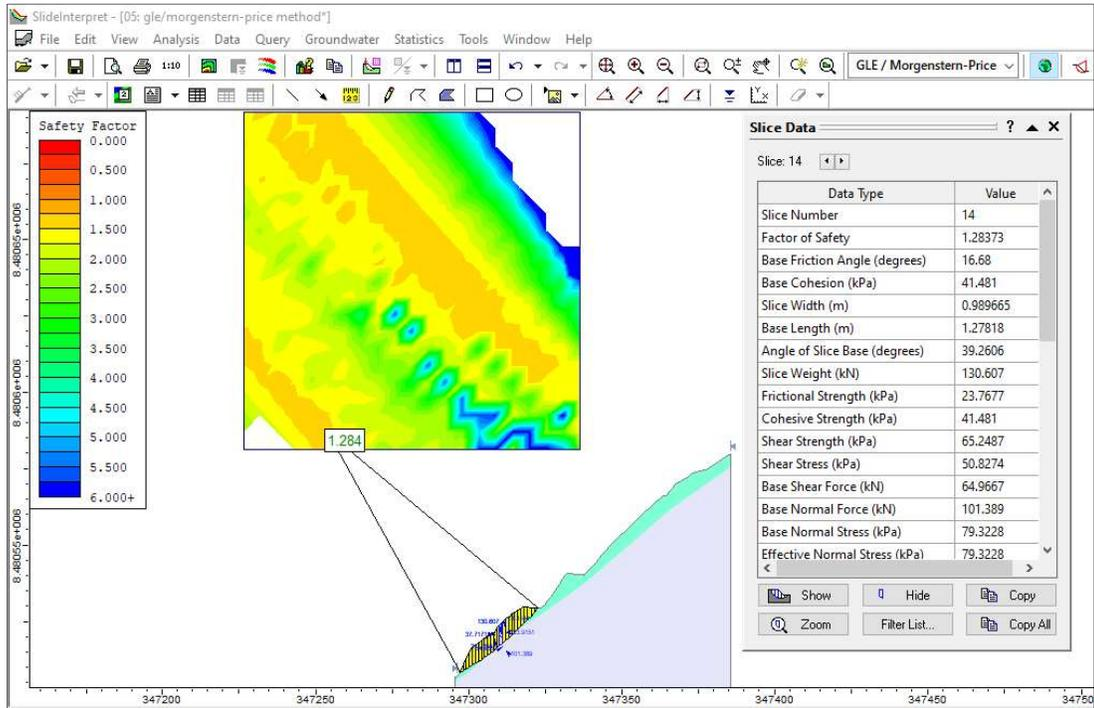 SlideInterpret - [05: gle/morgenstern-price method*]
File Edit View Analysis Data Query Groundwater Statistics Tools Window Help
1:10
GLE / Morgenstern-Price
Safety Factor
0.000
0.500
1.000
1.500
2.000
2.500
3.000
3.500
4.000
4.500
5.000
5.500
6.000+
8.48065e+006
8.4806e+006
8.48055e+006
1.284
130.607
101.389
347200
347250
347300
347350
347400
347450
Slice Data
? 
Slice: 14
Data Type Value
Slice Number 14
Factor of Safety 1.28373
Base Friction Angle (degrees) 16.68
Base Cohesion (kPa) 41.481
Slice Width (m) 0.989665
Base Length (m) 1.27818
Angle of Slice Base (degrees) 39.2606
Slice Weight (kN) 130.607
Frictional Strength (kPa) 23.7677
Cohesive Strength (kPa) 41.481
Shear Strength (kPa) 65.2487
Shear Stress (kPa) 50.8274
Base Shear Force (kN) 64.9667
Base Normal Force (kN) 101.389
Base Normal Stress (kPa) 79.3228
Effective Normal Stress (kPa) 79.3228
Show Hide Copy
Zoom Filter List... Copy All